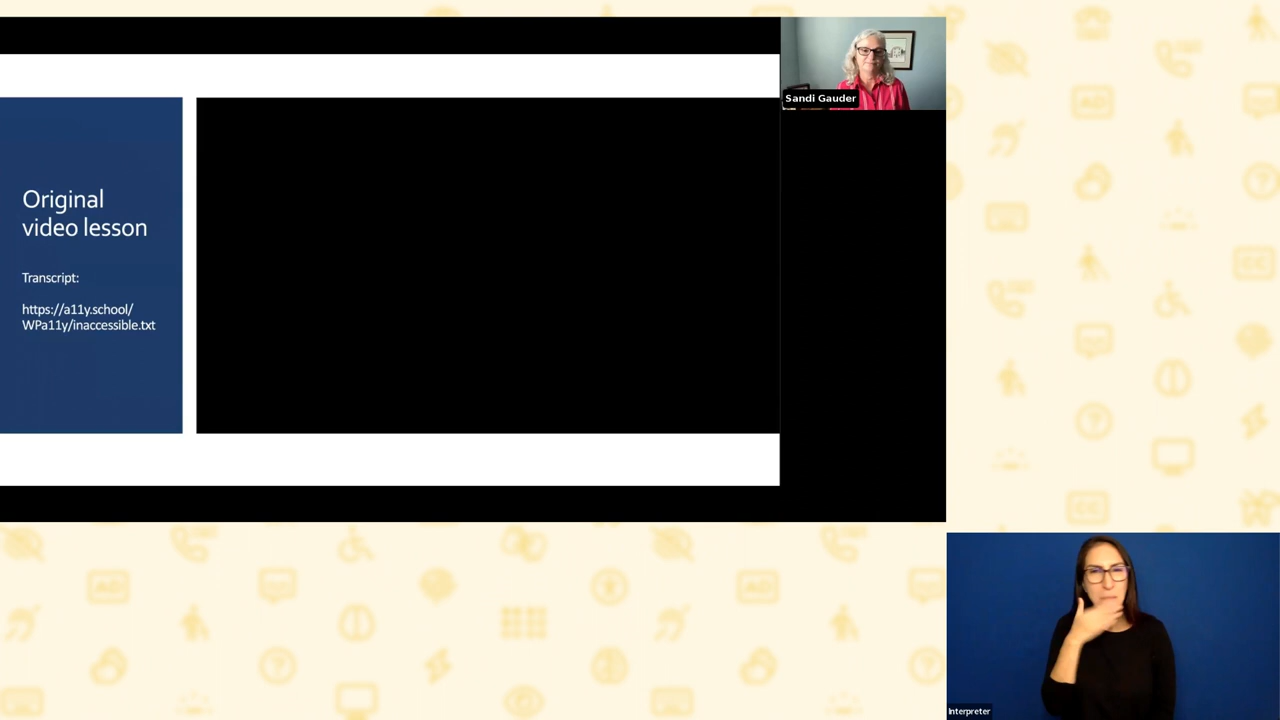 Sandi Gauder
Original
video lesson
Transcript:
https://a11y.school/
WPa11y/inaccessible.txt
Interpreter